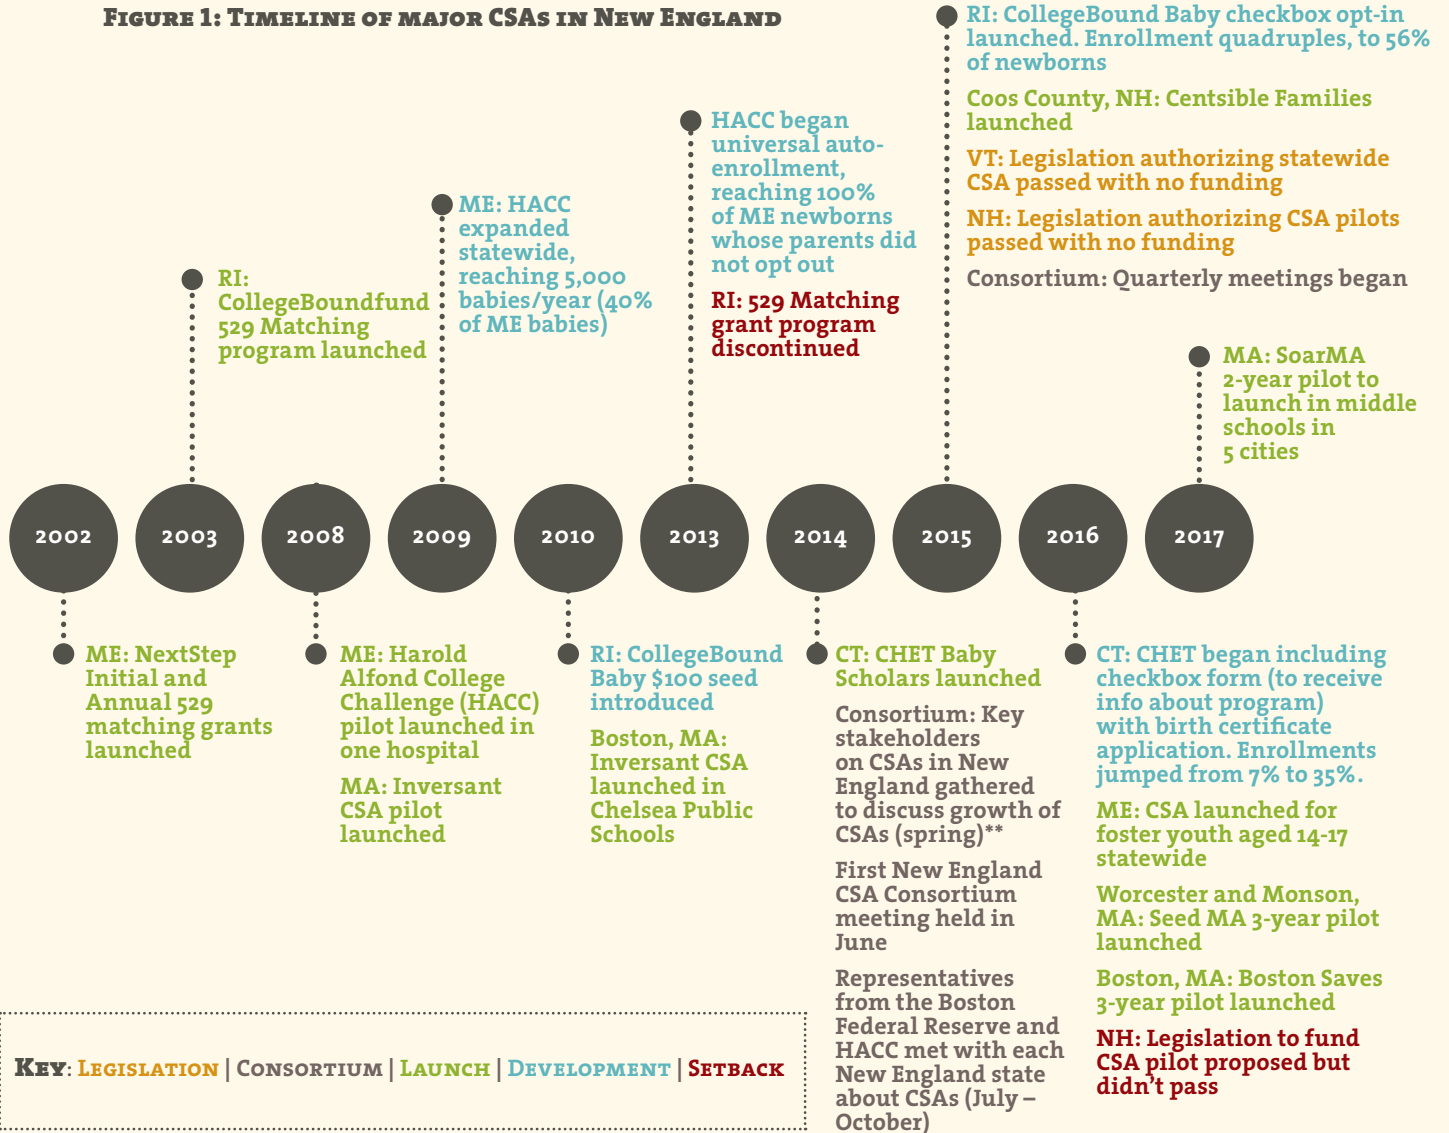 Figure 1: Timeline of major CSAs in New England
RI: CollegeBound Baby checkbox opt-in
launched. Enrollment quadruples, to 56%
of newborns
Coos County, NH: Centsible Families
launched
VT: Legislation authorizing statewide
CSA passed with no funding
NH: Legislation authorizing CSA pilots
passed with no funding
Consortium: Quarterly meetings began
HACC began
universal auto-
enrollment,
reaching 100%
of ME newborns
whose parents did
not opt out
RI: 529 Matching
grant program
discontinued
ME: HACC
expanded
statewide,
reaching 5,000
babies/year (40%
of ME babies)
RI:
CollegeBoundfund
529 Matching
program launched
MA: SoarMA
2-year pilot to
launch in middle
schools in
5 cities
2002
2003
2008
2009
2010
2013
2014
2015
2016
2017
ME: NextStep
Initial and
Annual 529
matching grants
launched
ME: Harold
Alfond College
Challenge (HACC)
pilot launched in
one hospital
MA: Inversant
CSA pilot
launched
RI: CollegeBound
Baby $100 seed
introduced
Boston, MA:
Inversant CSA
launched in
Chelsea Public
Schools
CT: CHET Baby
Scholars launched
Consortium: Key
stakeholders
on CSAs in New
England gathered
to discuss growth of
CSAs (spring)**
First New England
CSA Consortium
meeting held in
June
Representatives
from the Boston
Federal Reserve and
HACC met with each
New England state
about CSAs (July –
October)
CT: CHET began including
checkbox form (to receive
info about program)
with birth certificate
application. Enrollments
jumped from 7% to 35%.
ME: CSA launched for
foster youth aged 14-17
statewide
Worcester and Monson,
MA: Seed MA 3-year pilot
launched
Boston, MA: Boston Saves
3-year pilot launched
NH: Legislation to fund
CSA pilot proposed but
didn't pass
Key: Legislation | Consortium | Launch | Development | Setback